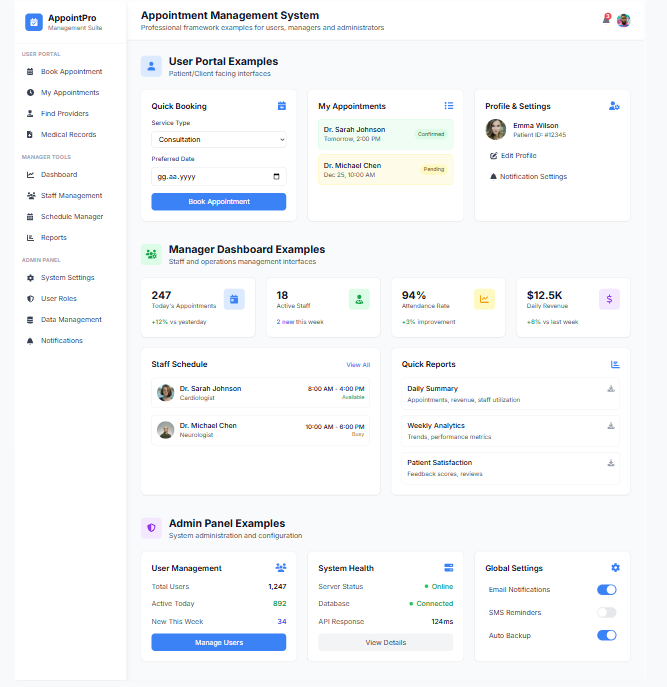 AppointPro
Management Suite
USER PORTAL
Book Appointment
My Appointments
Find Providers
Medical Records
MANAGER TOOLS
Dashboard
Staff Management
Schedule Manager
Reports
ADMIN PANEL
System Settings
User Roles
Data Management
Notifications
Appointment Management System
Professional framework examples for users, managers and administrators
3
User Portal Examples
Patient/Client facing interfaces
Quick Booking
Service Type
Consultation
Preferred Date
gg.aa.yyyy
Book Appointment
My Appointments
Dr. Sarah Johnson
Tomorrow, 2:00 PM
Confirmed
Dr. Michael Chen
Dec 25, 10:00 AM
Pending
Profile & Settings
Emma Wilson
Patient ID: #12345
Edit Profile
Notification Settings
Manager Dashboard Examples
Staff and operations management interfaces
247
Today's Appointments
+12% vs yesterday
18
Active Staff
2 new this week
94%
Attendance Rate
+3% improvement
$12.5K
Daily Revenue
+8% vs last week
Staff Schedule
View All
Dr. Sarah Johnson
Cardiologist
8:00 AM - 4:00 PM
Available
Dr. Michael Chen
Neurologist
10:00 AM - 6:00 PM
Busy
Quick Reports
Daily Summary
Appointments, revenue, staff utilization
Weekly Analytics
Trends, performance metrics
Patient Satisfaction
Feedback scores, reviews
Admin Panel Examples
System administration and configuration
User Management
Total Users 1,247
Active Today 892
New This Week 34
Manage Users
System Health
Server Status Online
Database Connected
API Response 124ms
View Details
Global Settings
Email Notifications
SMS Reminders
Auto Backup